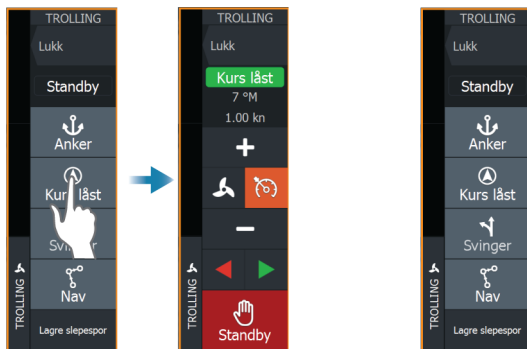 TROLLING
Lukk
Standby
Anker
Kurs låst
Svinger
Nav
TROLLING
Lagre slepespor
TROLLING
Lukk
Kurs låst
7 °M
1.00 kn
TROLLING
Standby
TROLLING
Lukk
Standby
Anker
Kurs låst
Svinger
Nav
TROLLING
Lagre slepespor